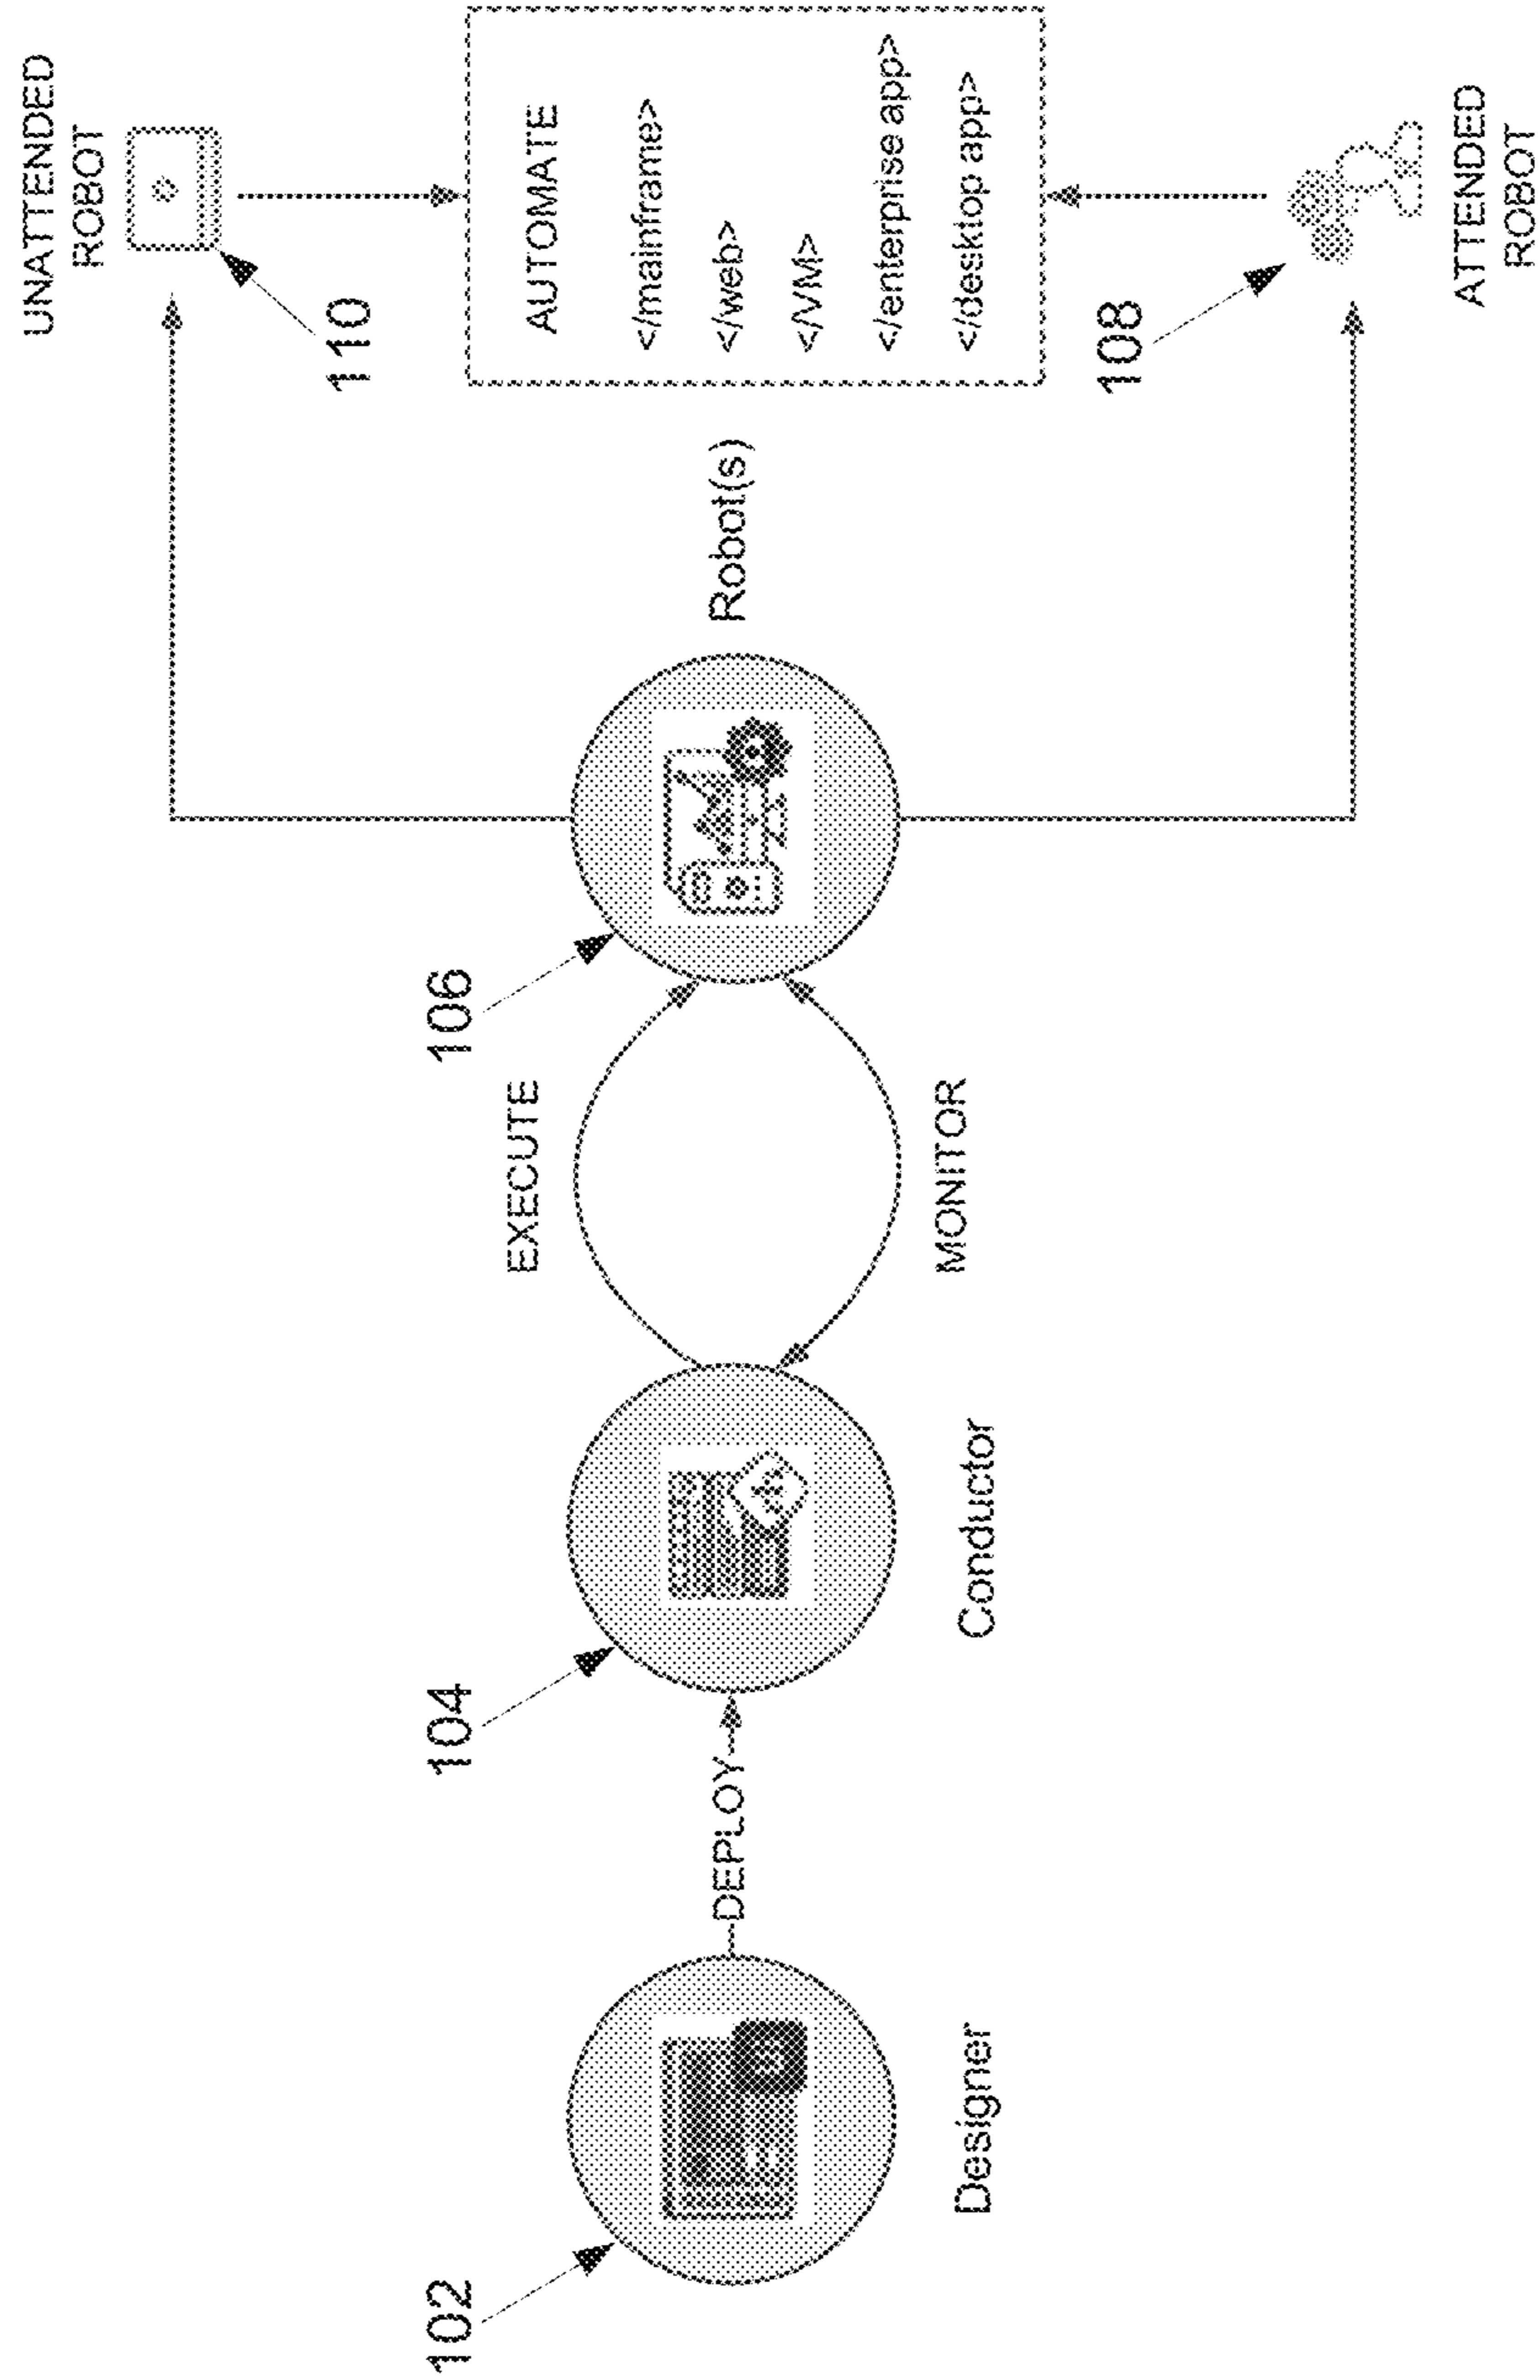 102
Designer
DEPLOY
104
Conductor
EXECUTE
MONITOR
106
Robot(s)
UNATTENDED
ROBOT
110
AUTOMATE
</mainframe>
</web>
</VM>
</enterprise app>
</desktop app>
108
ATTENDED
ROBOT